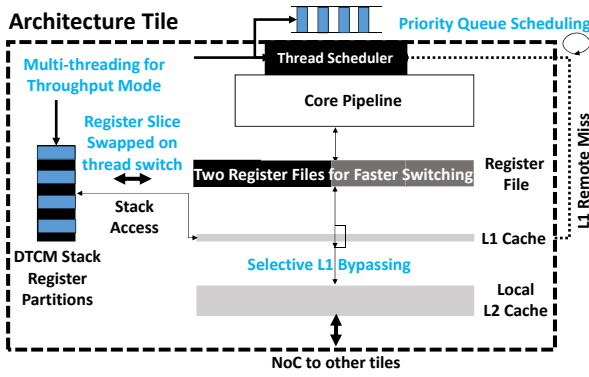 Architecture Tile
Priority Queue Scheduling
Multi-threading for
Throughput Mode
Thread Scheduler
Core Pipeline
Register Slice
Swapped on
thread switch
Two Register Files for Faster Switching
Register
File
L1 Remote Miss
Stack
Access
L1 Cache
DTCM Stack
Register
Partitions
Selective L1 Bypassing
Local
L2 Cache
NoC to other tiles